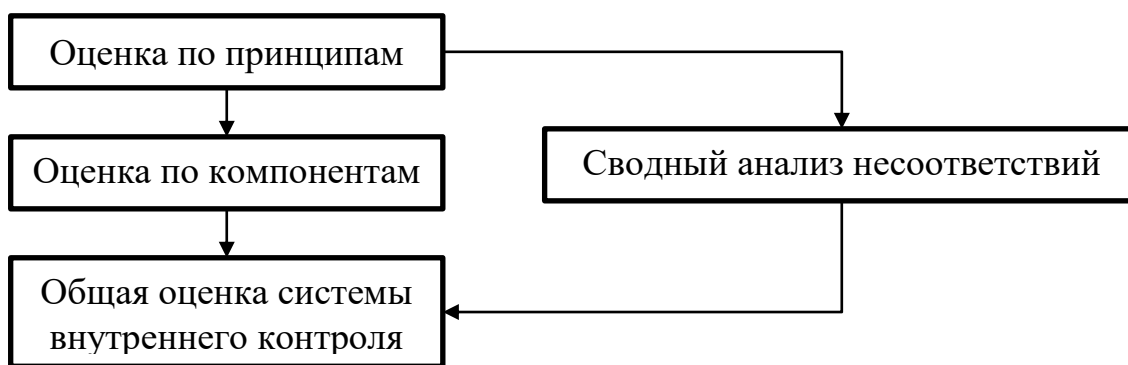 Оценка по принципам
Оценка по компонентам
Сводный анализ несоответствий
Общая оценка системы
внутреннего контроля